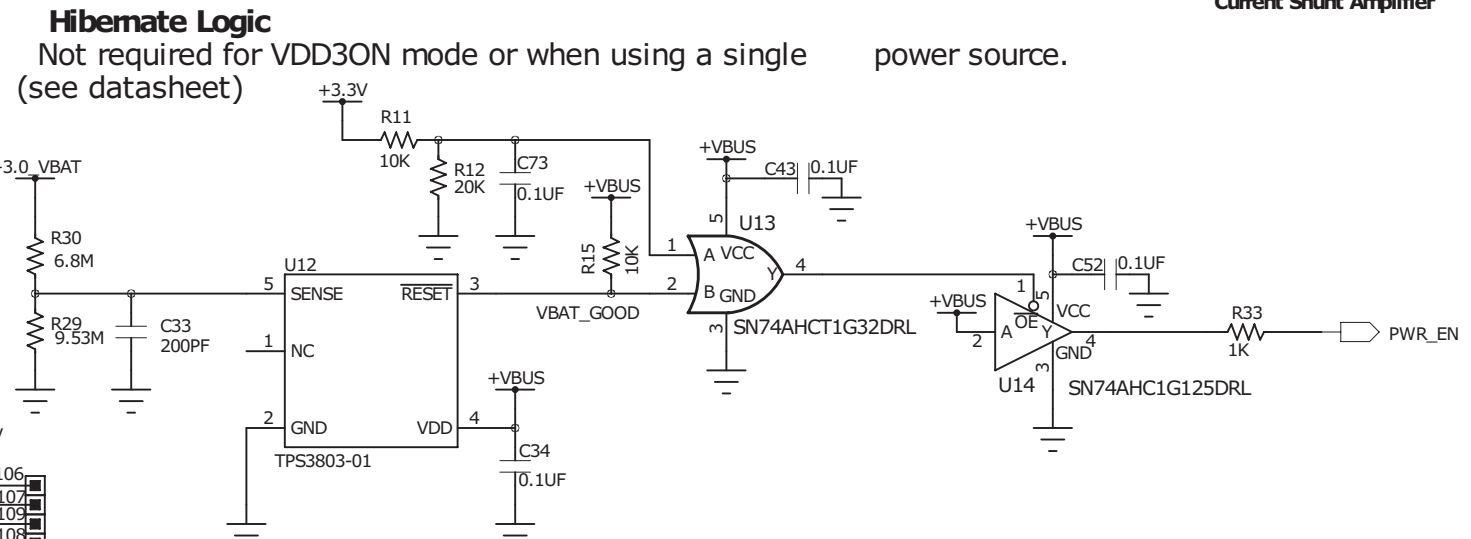 Current Shunt Amplifier
Hibernate Logic
Not required for VDD3ON mode or when using a single power source.
(see datasheet)
+3.3V
R11
10K
R12
20K
C73
0.1UF
+3.0_VBAT
R30
6.8M
R29
9.53M
C33
200PF
U12
5 SENSE
RESET 3
1 NC
2 GND
VDD 4
TPS3803-01
+VBUS
C34
0.1UF
+VBUS
R15
10K
VBAT_GOOD
+VBUS
C43 0.1UF
5
U13
1 A VCC
Y 4
2 B GND
3
SN74AHCT1G32DRL
+VBUS
C52 0.1UF
1
5
+VBUS
VCC
OE
2 A Y 4
GND
3
U14
SN74AHC1G125DRL
R33
1K
PWR_EN
106
107
109
108